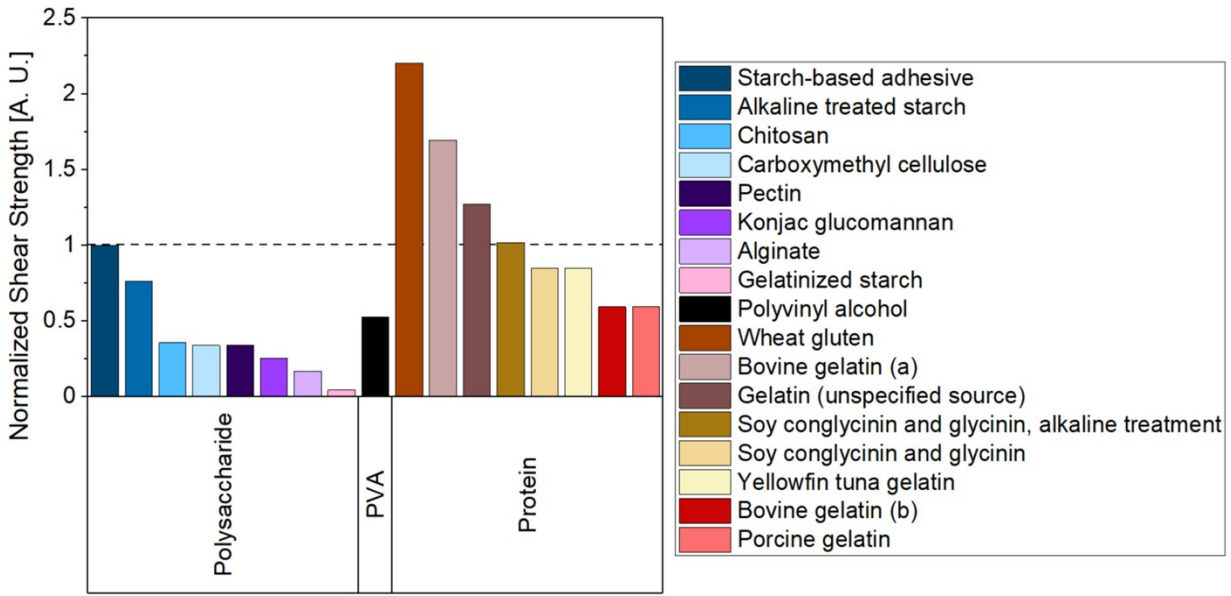 Normalized Shear Strength [A. U.]
2.5
2
1.5
1
0.5
0
Polysaccharide
PVA
Protein
Starch-based adhesive
Alkaline treated starch
Chitosan
Carboxymethyl cellulose
Pectin
Konjac glucomannan
Alginate
Gelatinized starch
Polyvinyl alcohol
Wheat gluten
Bovine gelatin (a)
Gelatin (unspecified source)
Soy conglycinin and glycinin, alkaline treatment
Soy conglycinin and glycinin
Yellowfin tuna gelatin
Bovine gelatin (b)
Porcine gelatin